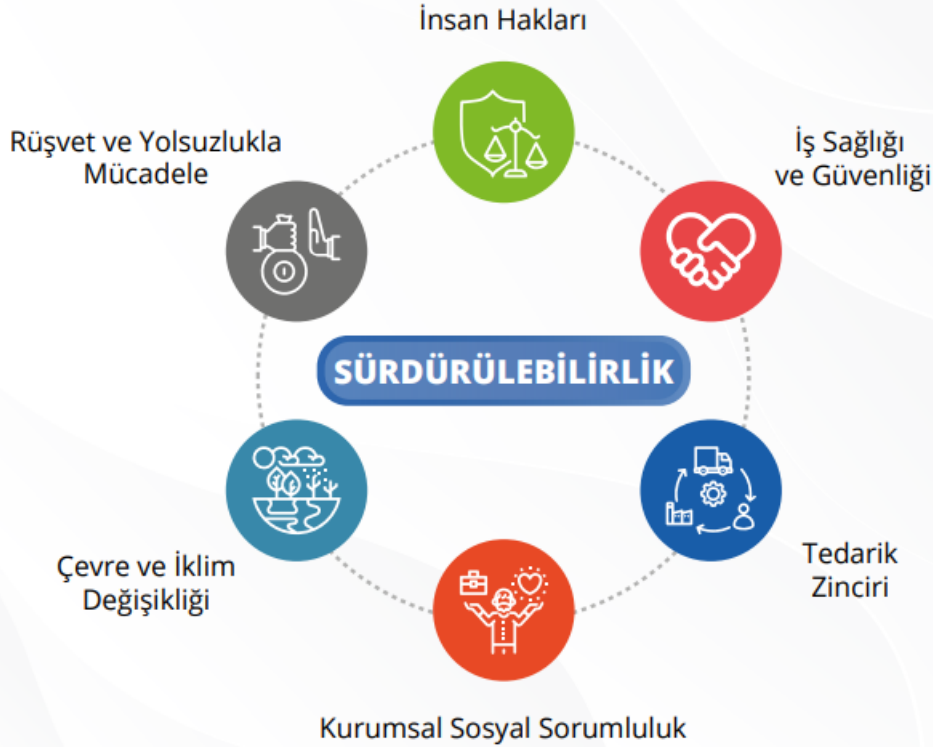 İnsan Hakları
Rüşvet ve Yolsuzlukla
Mücadele
İş Sağlığı
ve Güvenliği
SÜRDÜRÜLEBİLİRLİK
Çevre ve İklim
Değişikliği
Tedarik
Zinciri
Kurumsal Sosyal Sorumluluk